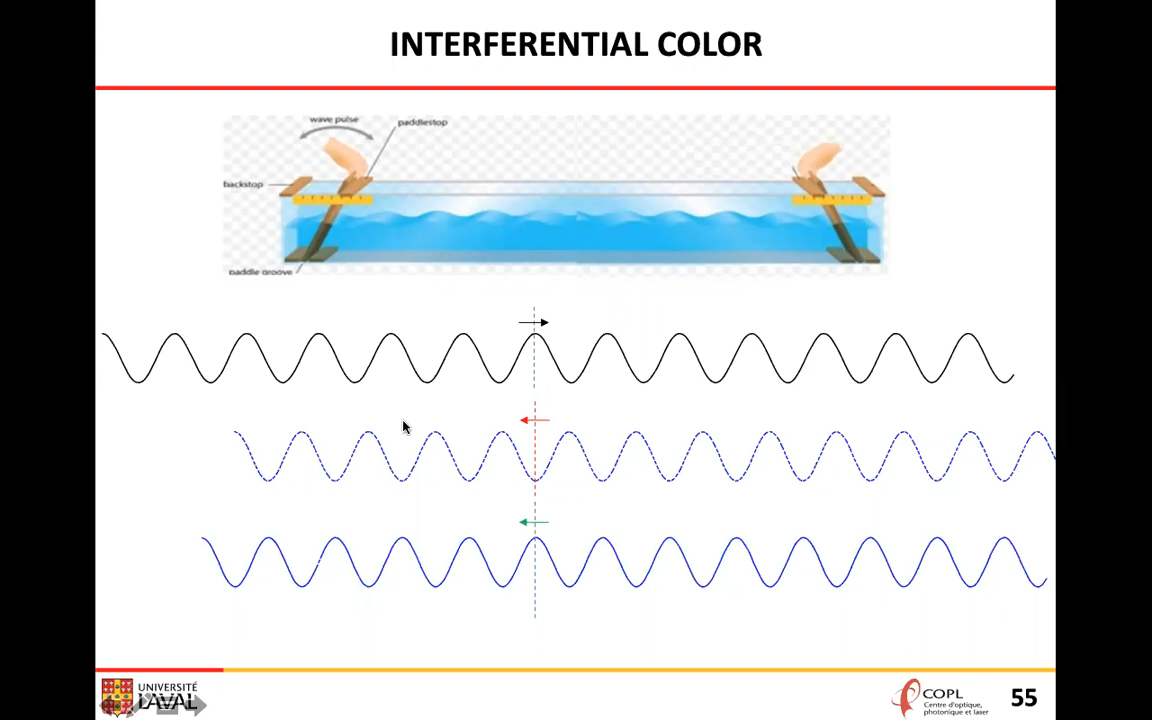 INTERFERENTIAL COLOR
wave pulse
paddlestop
backstop
paddle groove
UNIVERSITÉ
LAVAL
COPL
Centre d'optique,
photonique et laser
55